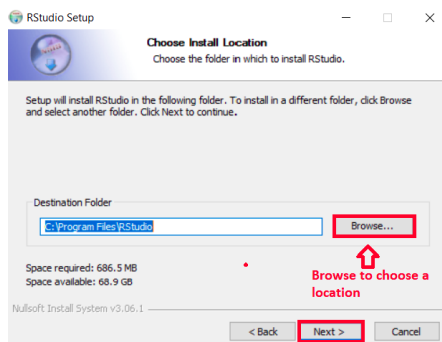 RStudio Setup
Choose Install Location
Choose the folder in which to install RStudio.
Setup will install RStudio in the following folder. To install in a different folder, click Browse
and select another folder. Click Next to continue.
Destination Folder
C:\Program Files\RStudio
Browse...
Space required: 686.5 MB
Space available: 68.9 GB
Browse to choose a
location
Nullsoft Install System v3.06.1
< Back
Next >
Cancel